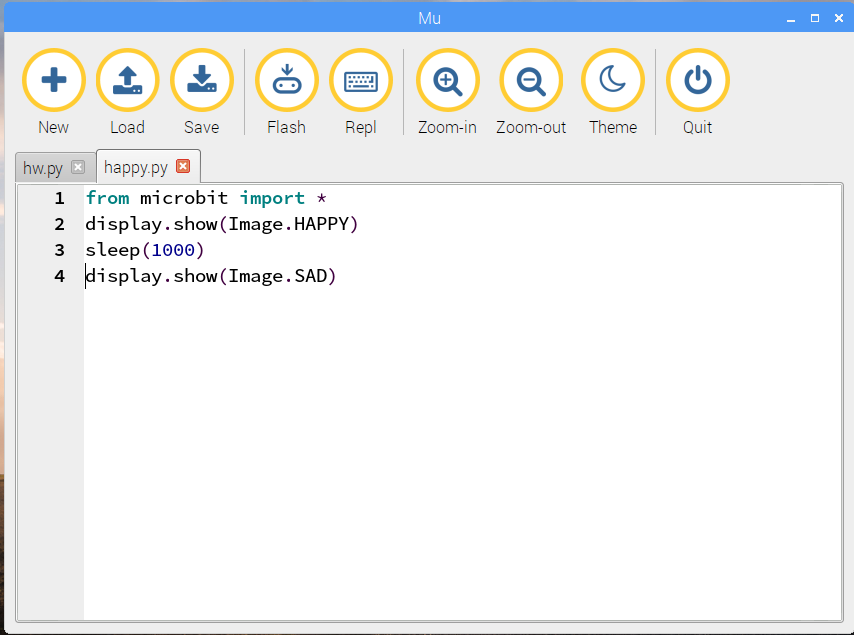 Mu
New Load Save Flash Repl Zoom-in Zoom-out Theme Quit
hw.py happy.py
1 from microbit import *
2 display.show(Image.HAPPY)
3 sleep(1000)
4 display.show(Image.SAD)